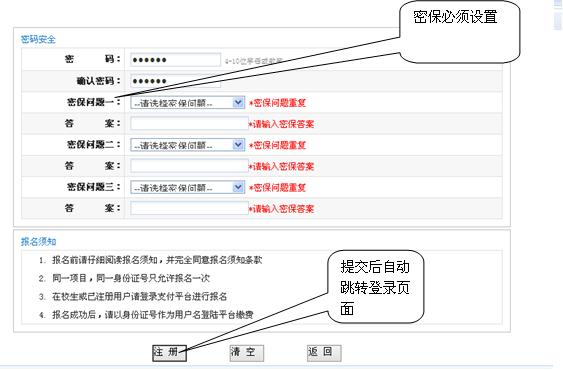 密保必须设置
密码安全
密 码： ●●●●●● 4-10位字母或数字
确认密码： ●●●●●●
密保问题一： --请选择密保问题-- *密保问题重复
答 案： *请输入密保答案
密保问题二： --请选择密保问题-- *密保问题重复
答 案： *请输入密保答案
密保问题三： --请选择密保问题-- *密保问题重复
答 案： *请输入密保答案
报名须知
1. 报名前请仔细阅读报名须知，并完全同意报名须知条款
2. 同一项目，同一身份证号只允许报名一次
3. 在校生或已注册用户请登录支付平台进行报名
4. 报名成功后，请以身份证号作为用户名登陆平台缴费
提交后自动
跳转登录页
面
注 册 清 空 返 回